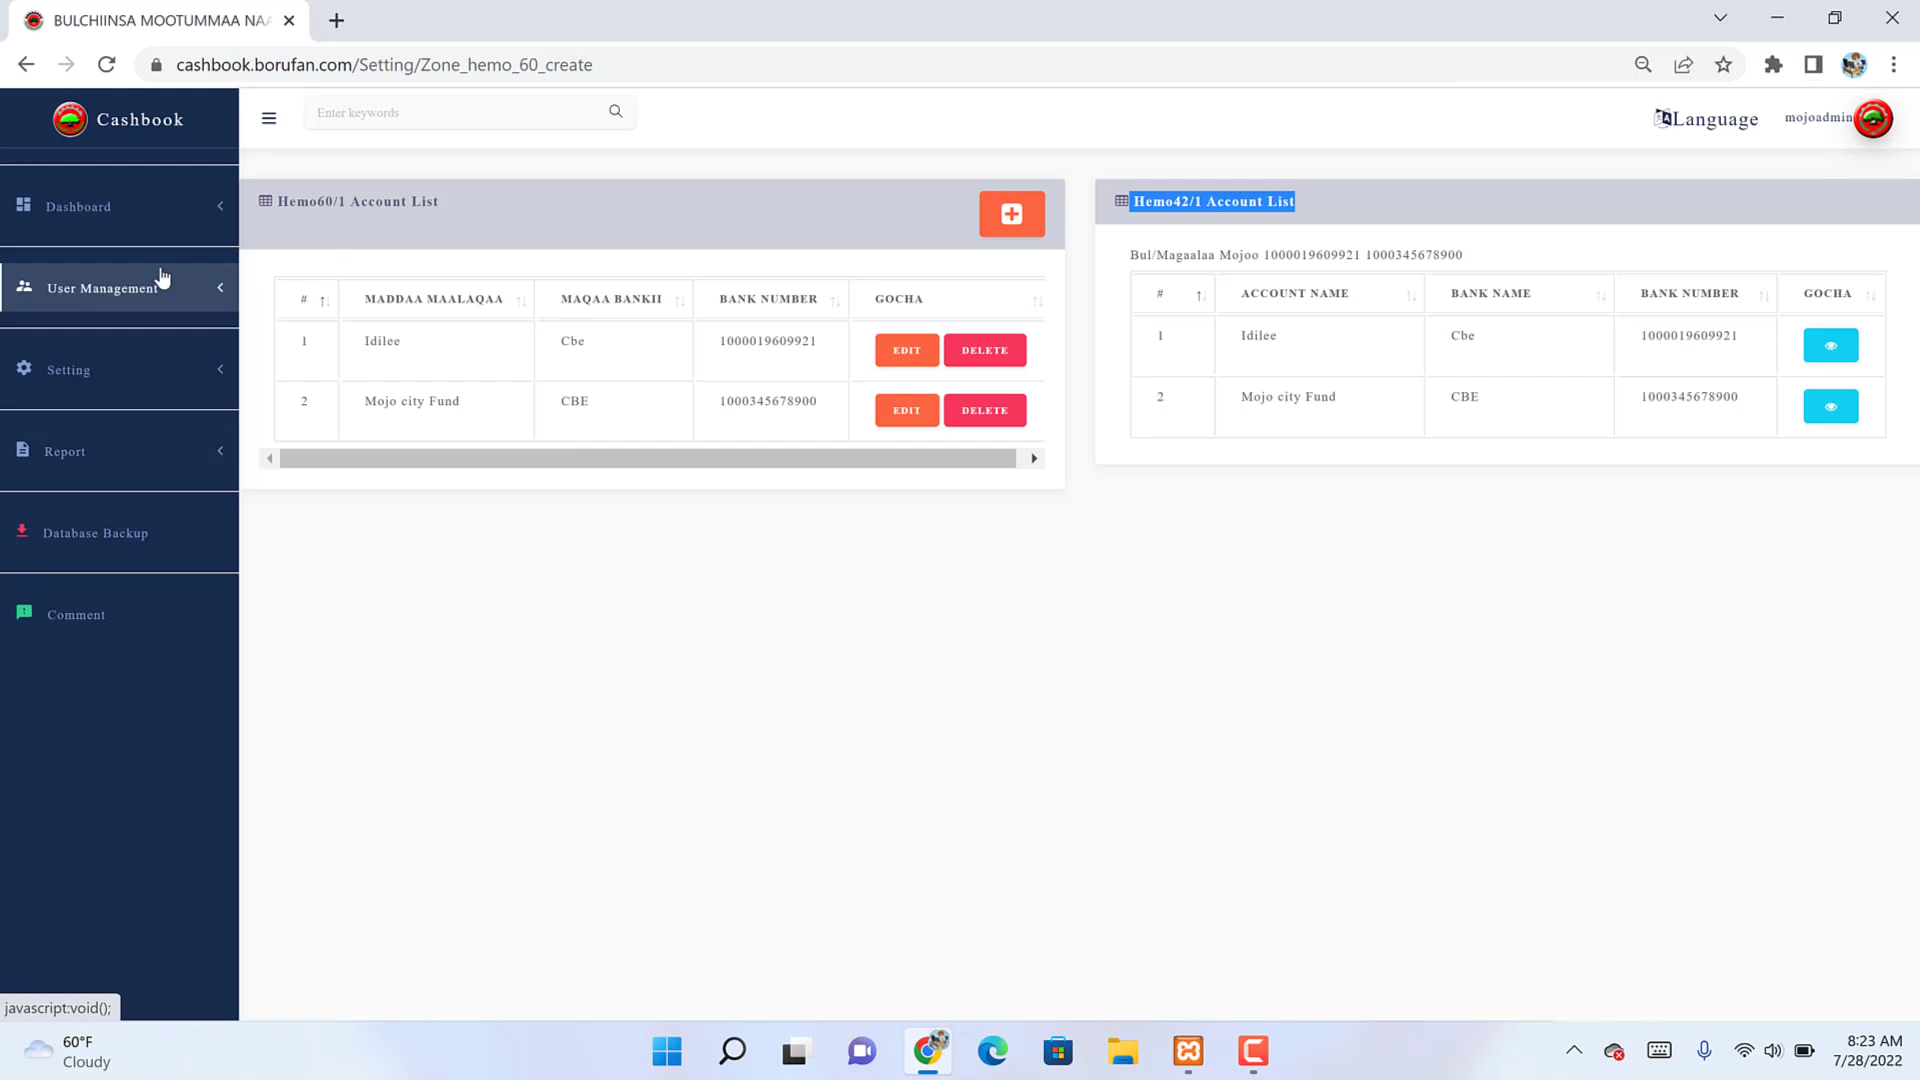 BULCHIINSA MOOTUMMAA NAA
cashbook.borufan.com/Setting/Zone_hemo_60_create
Cashbook
Enter keywords
Language
mojoadmin
Dashboard
User Management
Setting
Report
Database Backup
Comment
Hemo60/1 Account List
# MADDAA MAALAQAA MAQAA BANKII BANK NUMBER GOCHA
1 Idilee Cbe 1000019609921 EDIT DELETE
2 Mojo city Fund CBE 1000345678900 EDIT DELETE
Hemo42/1 Account List
Bul/Magaalaa Mojoo 1000019609921 1000345678900
# ACCOUNT NAME BANK NAME BANK NUMBER GOCHA
1 Idilee Cbe 1000019609921
2 Mojo city Fund CBE 1000345678900
javascript:void();
60°F
Cloudy
8:23 AM
7/28/2022